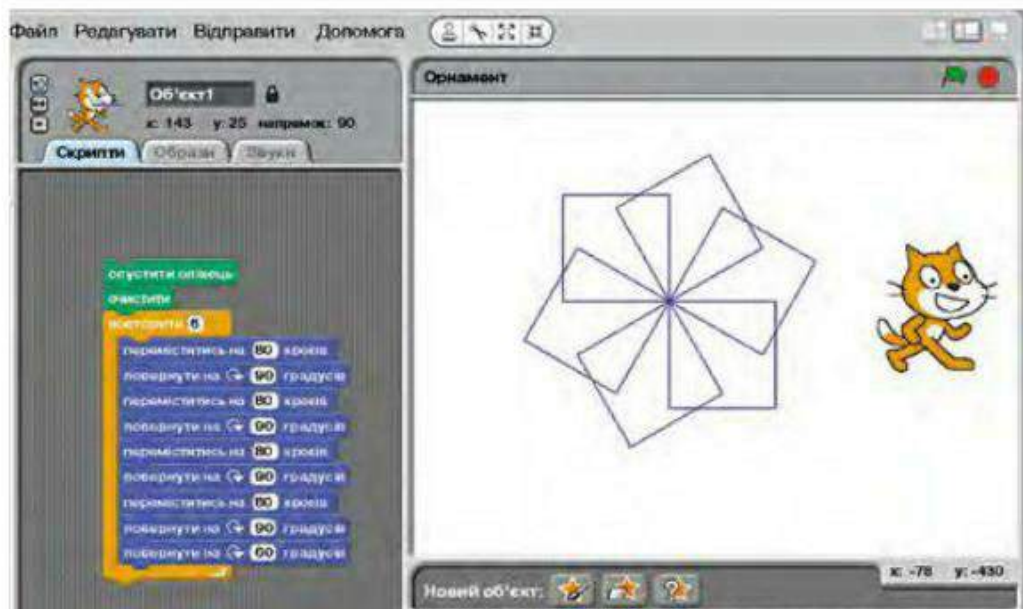 Файл Редагувати Відправити Допомога
Об'єкт1
x: 143 y: 25 напрямок: 90
Скрипти Образи Звуки
Орнамент
опустити олівець
очистити
повторити 6
переміститись на 80 кроків
повернути на 90 градусів
переміститись на 80 кроків
повернути на 90 градусів
переміститись на 80 кроків
повернути на 90 градусів
переміститись на 80 кроків
повернути на 90 градусів
повернути на 60 градусів
Новий об'єкт:
x: -78 y: -430